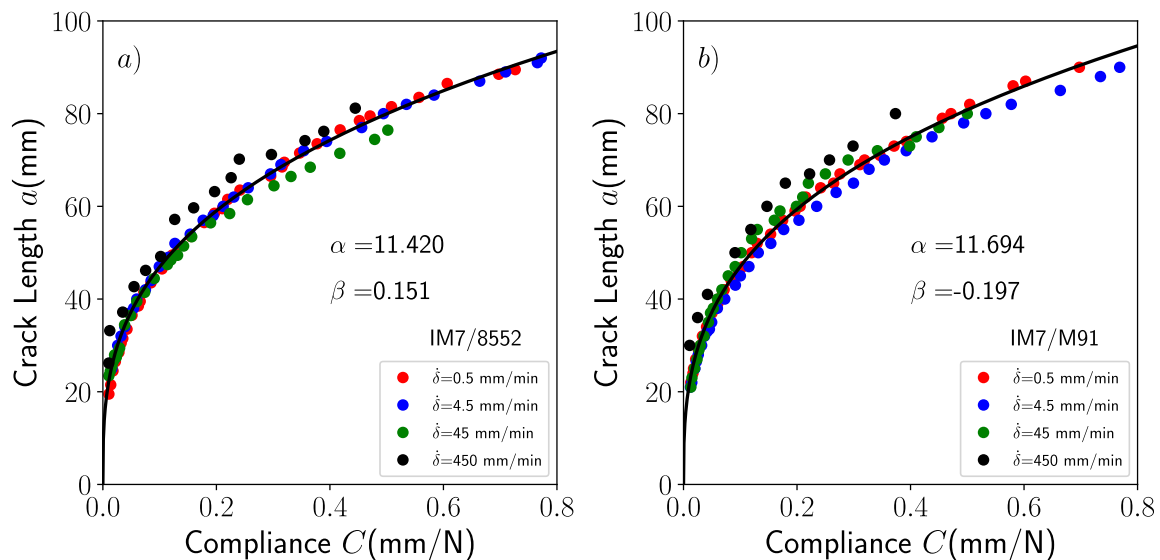 a)
100
80
60
40
20
0
Crack Length a(mm)
α =11.420
β =0.151
IM7/8552
δ̇=0.5 mm/min
δ̇=4.5 mm/min
δ̇=45 mm/min
δ̇=450 mm/min
0.0 0.2 0.4 0.6 0.8
Compliance C(mm/N)
b)
100
80
60
40
20
0
Crack Length a(mm)
α =11.694
β =-0.197
IM7/M91
δ̇=0.5 mm/min
δ̇=4.5 mm/min
δ̇=45 mm/min
δ̇=450 mm/min
0.0 0.2 0.4 0.6 0.8
Compliance C(mm/N)